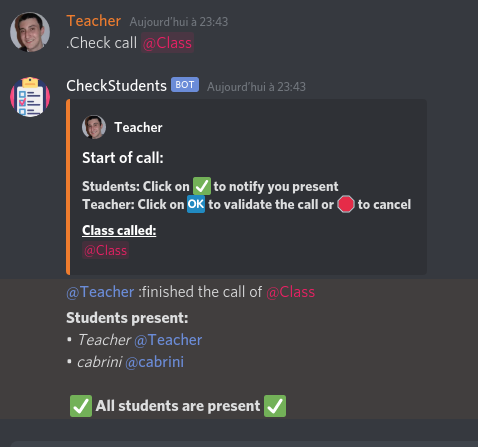 Teacher Aujourd'hui à 23:43
.Check call @Class
CheckStudents BOT Aujourd'hui à 23:43
Teacher
Start of call:
Students: Click on ✅ to notify you present
Teacher: Click on 🆗 to validate the call or 🛑 to cancel
Class called:
@Class
@Teacher :finished the call of @Class
Students present:
• Teacher @Teacher
• cabrini @cabrini
✅ All students are present ✅